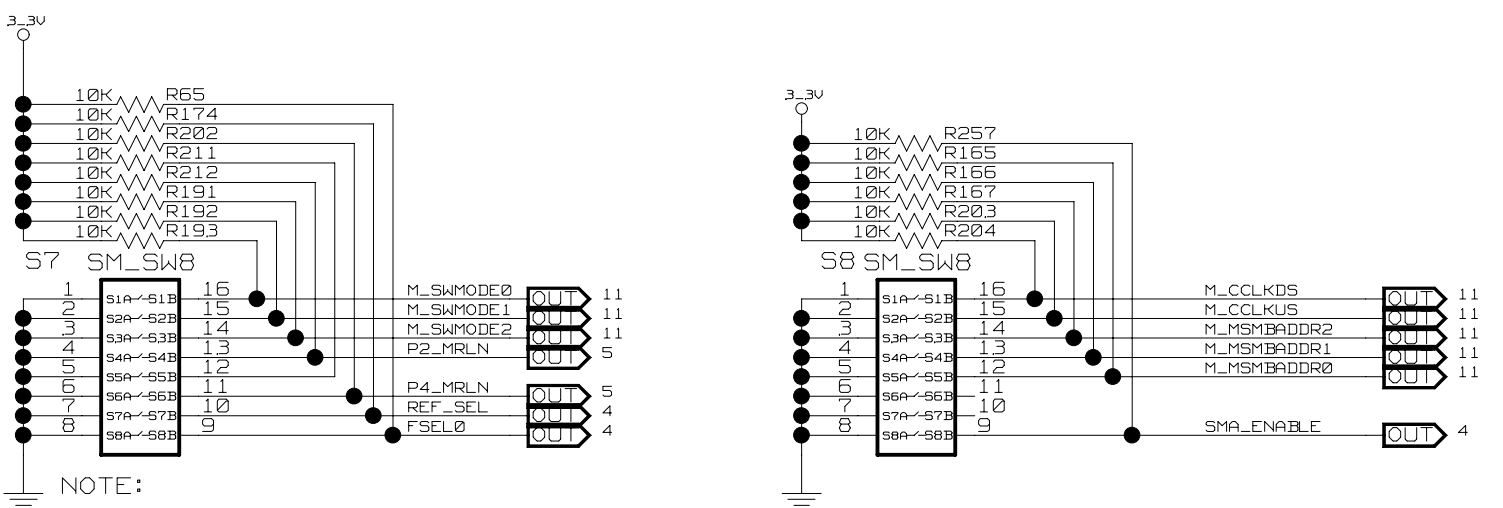 3_3V
10K R65
10K R174
10K R202
10K R211
10K R212
10K R191
10K R192
10K R193
S7 SM_SW8
1 S1A S1B 16 M_SWMODE0 OUT 11
2 S2A S2B 15 M_SWMODE1 OUT 11
3 S3A S3B 14 M_SWMODE2 OUT 11
4 S4A S4B 13 P2_MRLN OUT 5
5 S5A S5B 12
6 S6A S6B 11 P4_MRLN OUT 5
7 S7A S7B 10 REF_SEL OUT 4
8 S8A S8B 9 FSEL0 OUT 4
NOTE:
3_3V
10K R257
10K R165
10K R166
10K R167
10K R203
10K R204
S8 SM_SW8
1 S1A S1B 16 M_CCLKDS OUT 11
2 S2A S2B 15 M_CCLKUS OUT 11
3 S3A S3B 14 M_MSMBADDR2 OUT 11
4 S4A S4B 13 M_MSMBADDR1 OUT 11
5 S5A S5B 12 M_MSMBADDR0 OUT 11
6 S6A S6B 11
7 S7A S7B 10
8 S8A S8B 9 SMA_ENABLE OUT 4